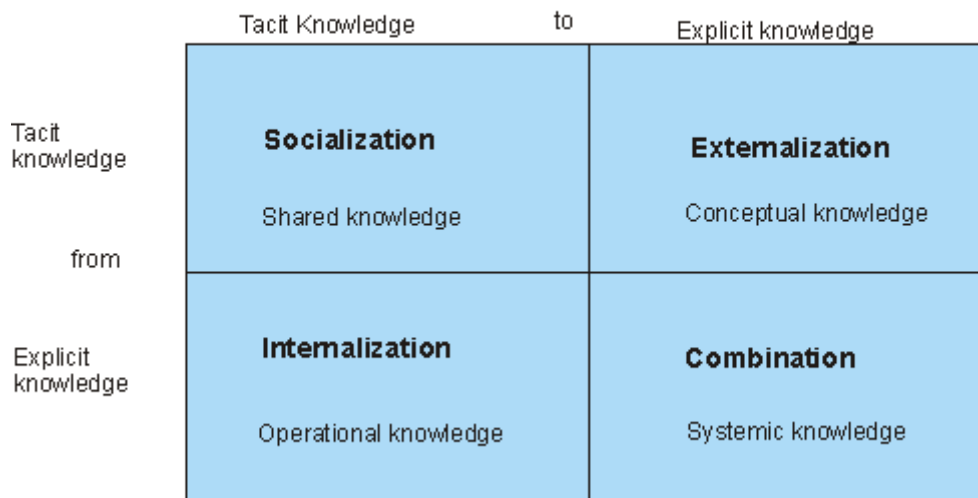 Tacit Knowledge to Explicit knowledge
Tacit
knowledge
Socialization
Externalization
Shared knowledge
Conceptual knowledge
from
Explicit
knowledge
Internalization
Combination
Operational knowledge
Systemic knowledge